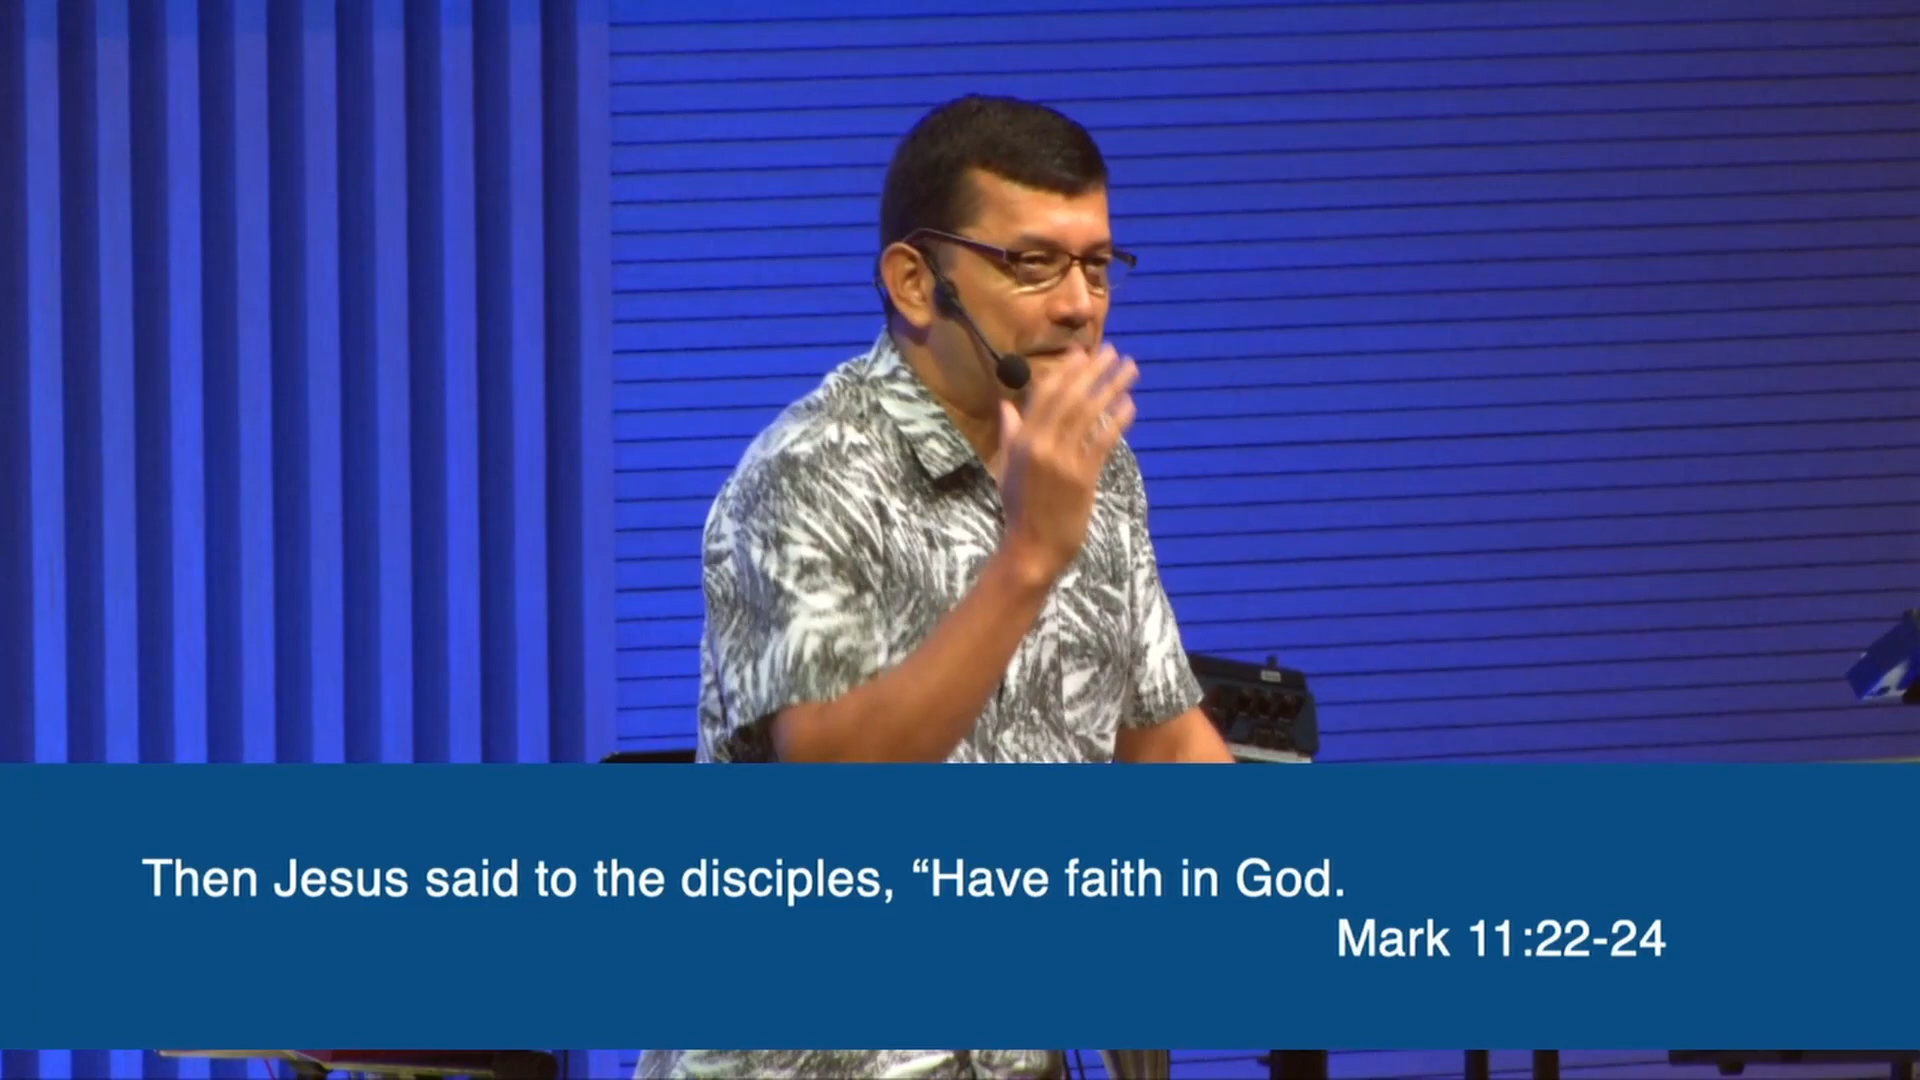 Then Jesus said to the disciples, “Have faith in God.
Mark 11:22-24